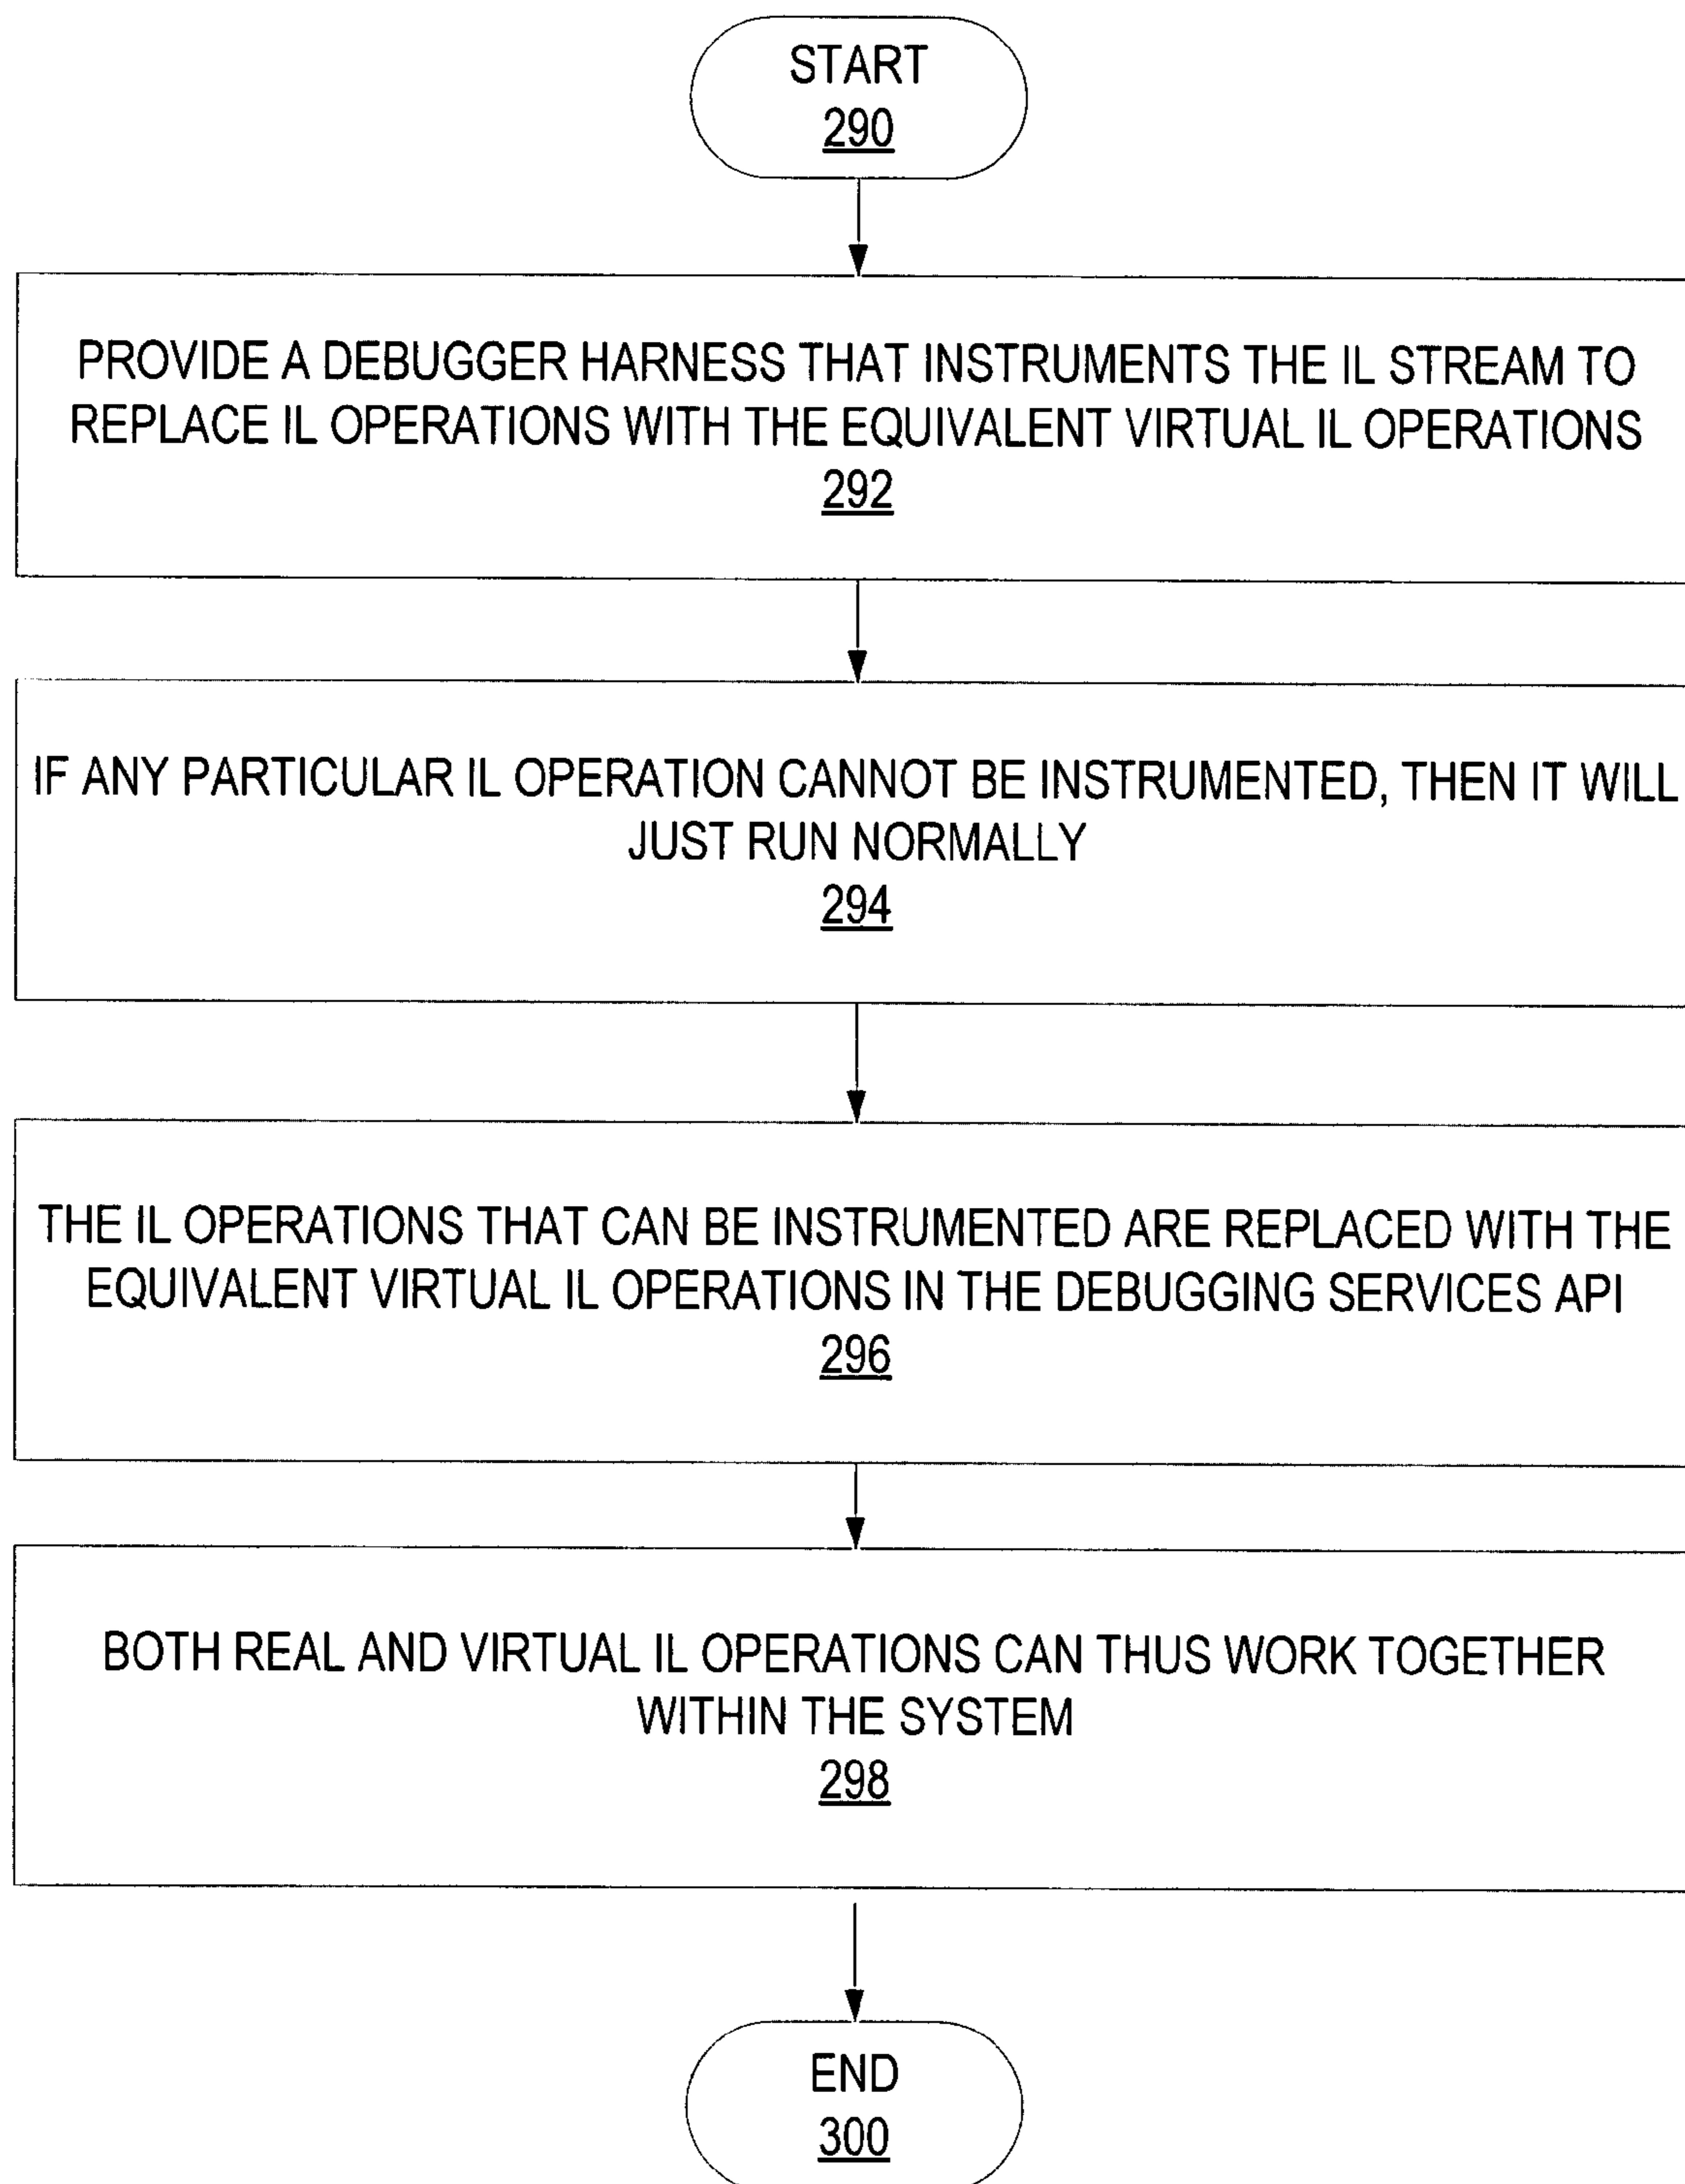 START
290
PROVIDE A DEBUGGER HARNESS THAT INSTRUMENTS THE IL STREAM TO
REPLACE IL OPERATIONS WITH THE EQUIVALENT VIRTUAL IL OPERATIONS
292
IF ANY PARTICULAR IL OPERATION CANNOT BE INSTRUMENTED, THEN IT WILL
JUST RUN NORMALLY
294
THE IL OPERATIONS THAT CAN BE INSTRUMENTED ARE REPLACED WITH THE
EQUIVALENT VIRTUAL IL OPERATIONS IN THE DEBUGGING SERVICES API
296
BOTH REAL AND VIRTUAL IL OPERATIONS CAN THUS WORK TOGETHER
WITHIN THE SYSTEM
298
END
300